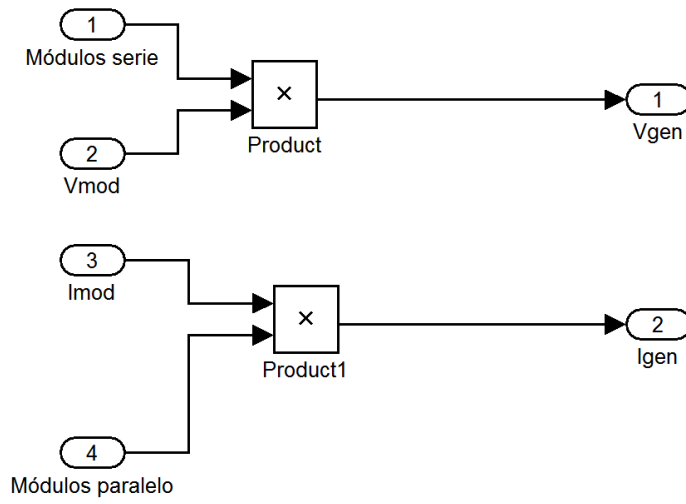 1
Módulos serie
×
Product
1
Vgen
2
Vmod
3
Imod
×
Product1
2
Igen
4
Módulos paralelo